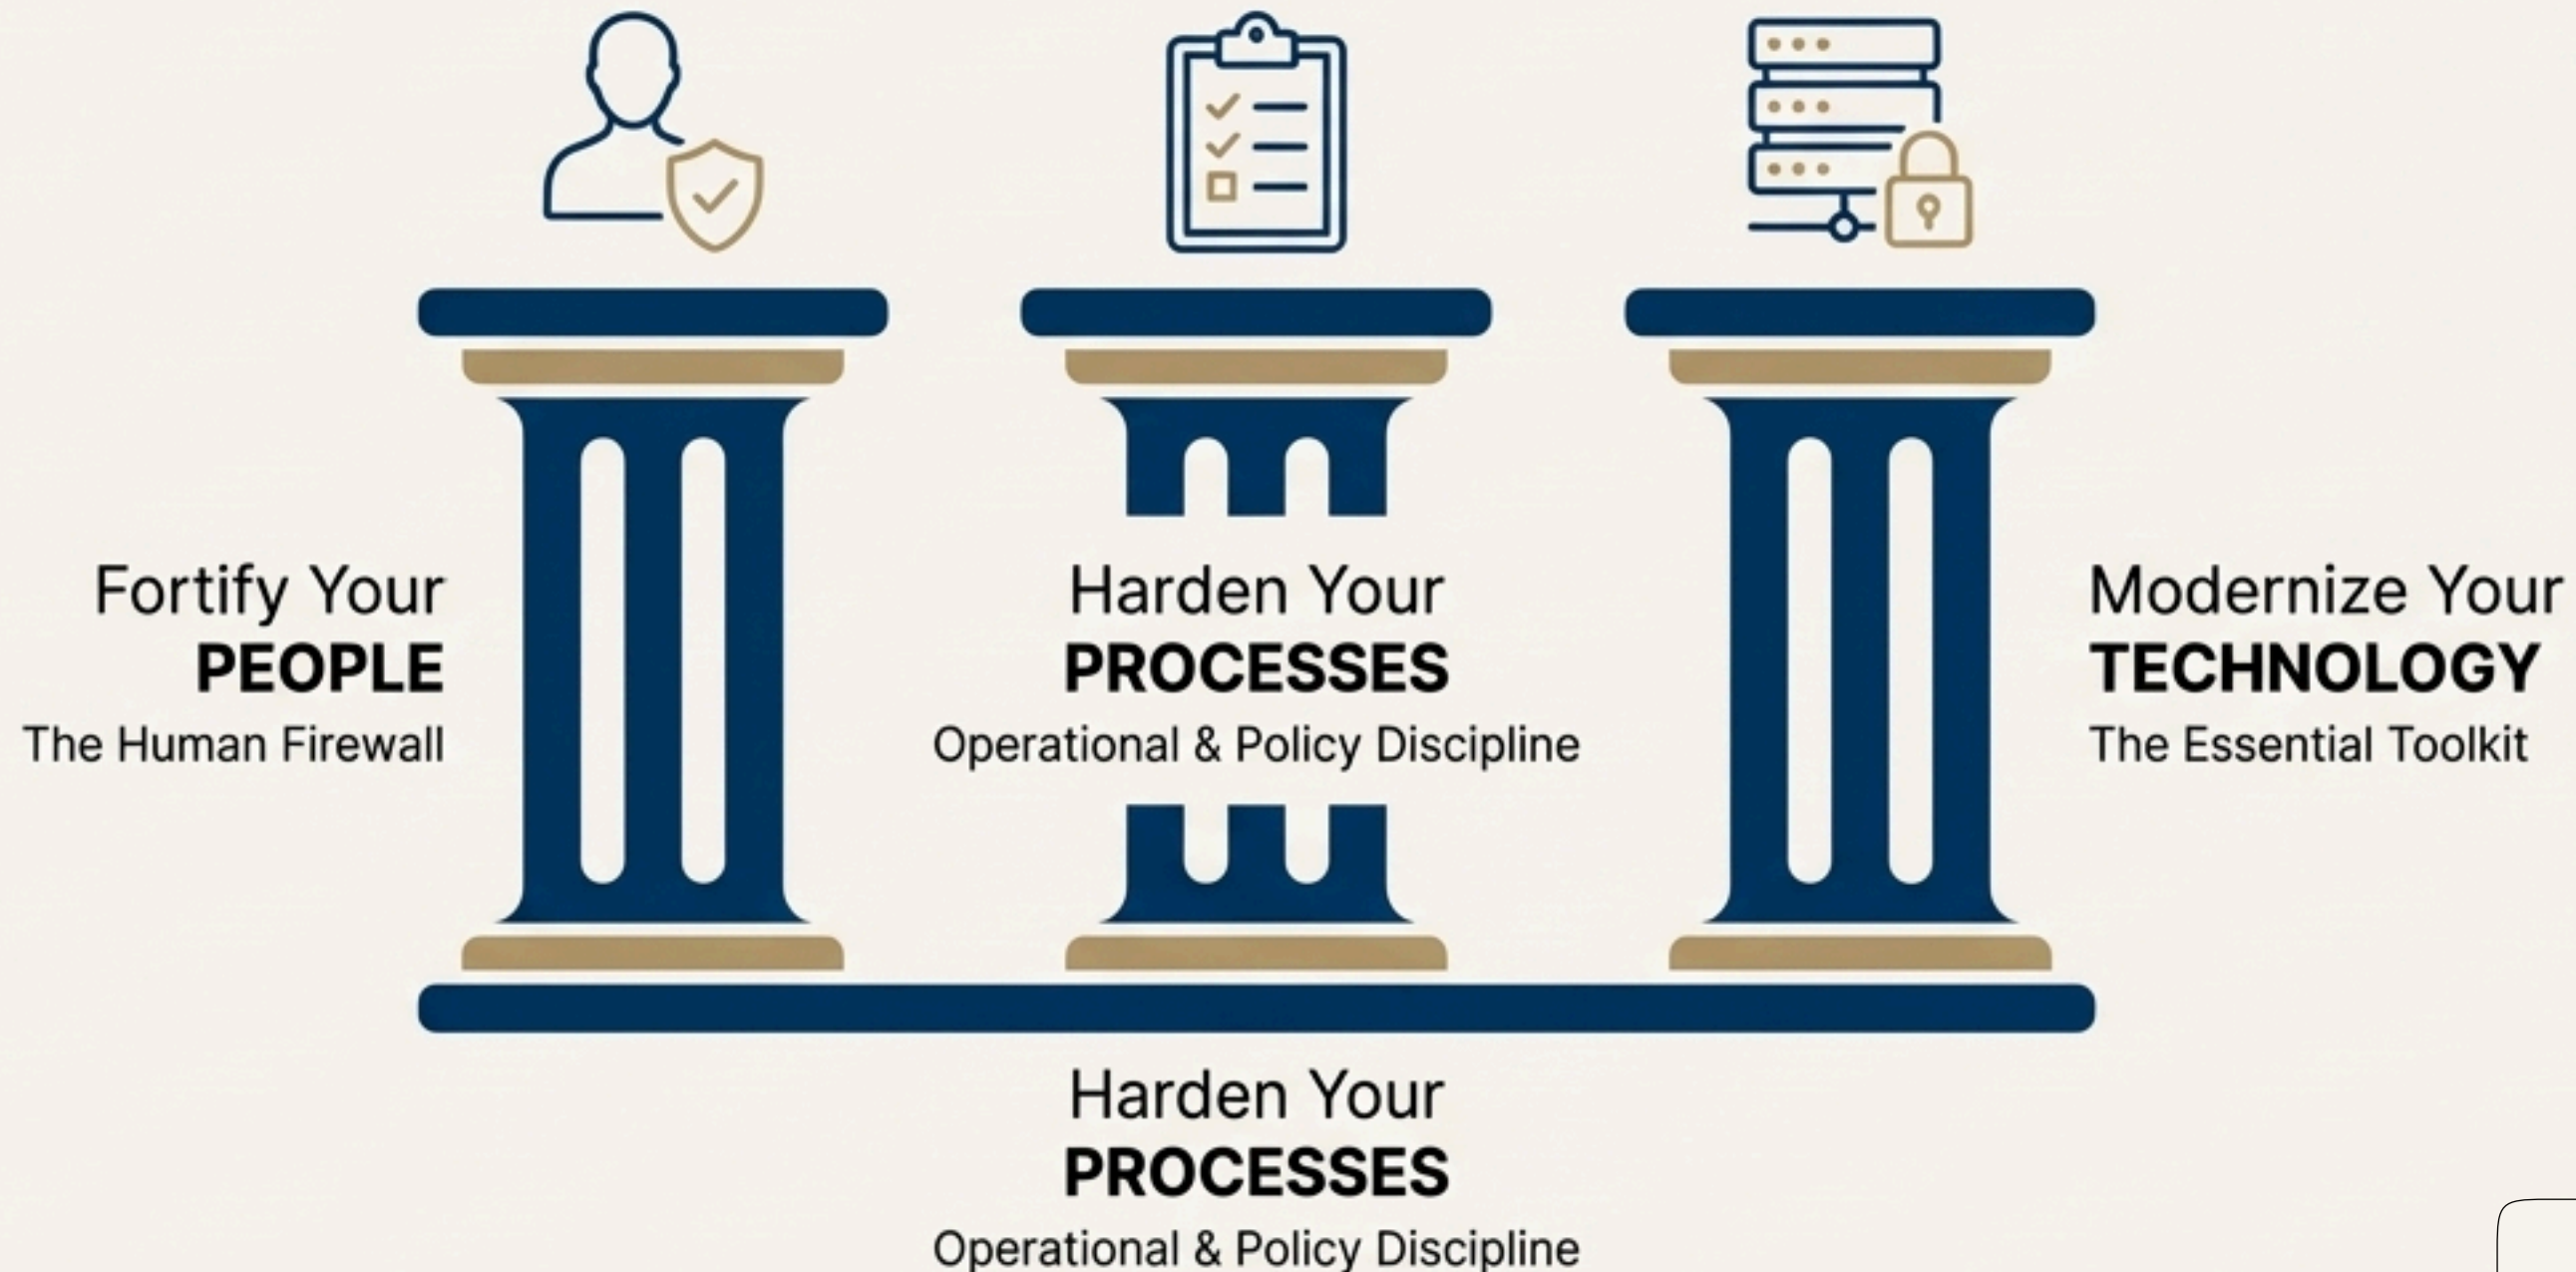 Fortify Your
PEOPLE
The Human Firewall
Harden Your
PROCESSES
Operational & Policy Discipline
Modernize Your
TECHNOLOGY
The Essential Toolkit
Harden Your
PROCESSES
Operational & Policy Discipline